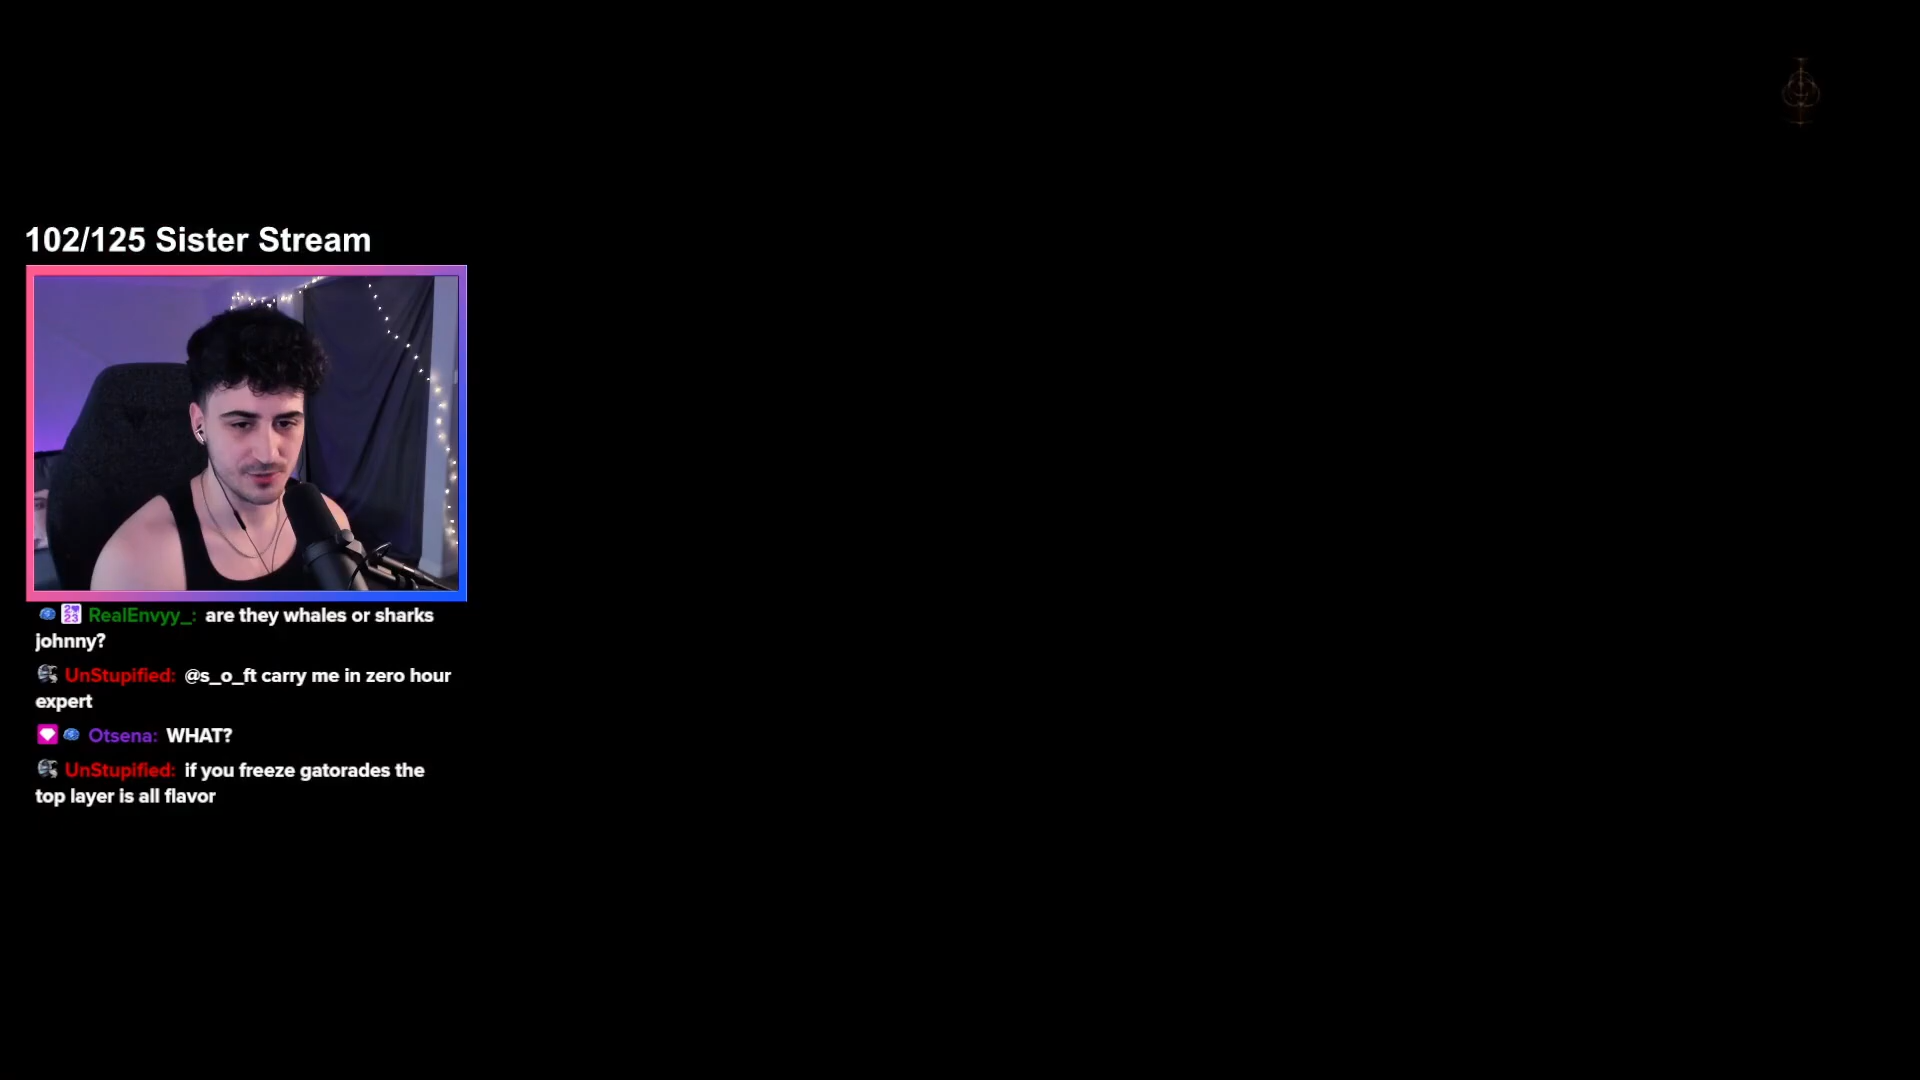 102/125 Sister Stream
RealEnvyy_: are they whales or sharks
johnny?
UnStupified: @s_o_ft carry me in zero hour
expert
Otsena: WHAT?
UnStupified: if you freeze gatorades the
top layer is all flavor